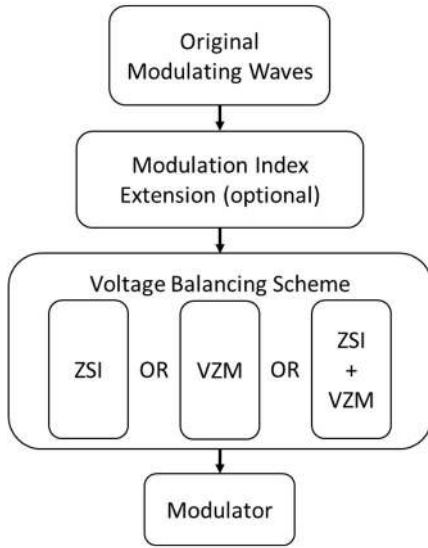 Original
Modulating Waves
Modulation Index
Extension (optional)
Voltage Balancing Scheme
ZSI OR VZM OR ZSI
+
VZM
Modulator